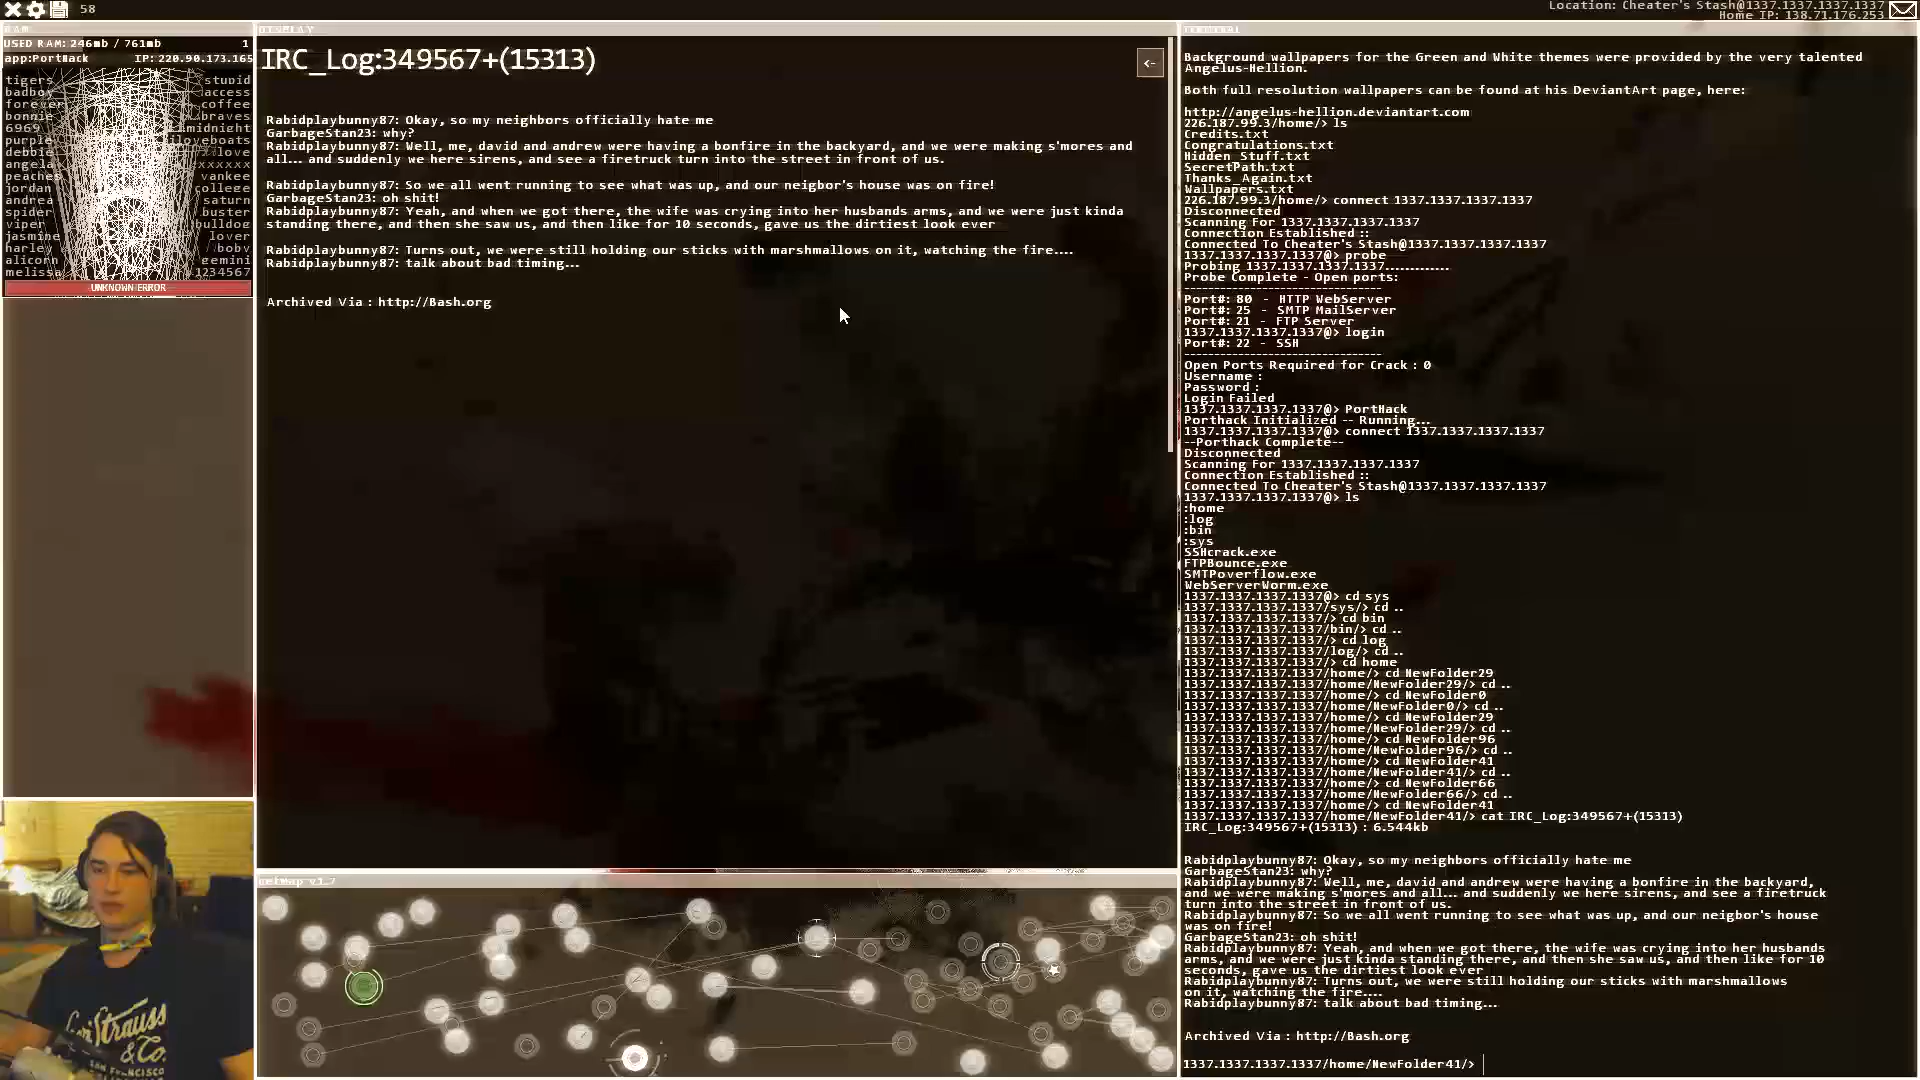 58
Location: Cheater's Stash@1337.1337.1337.1337
Home IP: 138.71.176.253
USED RAM: 246mb / 761mb
1
app:PortHack
IP: 220.90.173.165
tigers
stupid
badboy
access
forever
coffee
bonnie
braves
6969
midnight
purple
iloveboats
debbie
love
angela
xxxxxx
peaches
yankee
jordan
college
andrea
saturn
spider
buster
viper
bulldog
jasmine
lover
harley
booy
alicorn
gemini
melissa
1234567
UNKNOWN ERROR
DISPLAY
IRC_Log:349567+(15313)
<-
Rabidplaybunny87: Okay, so my neighbors officially hate me
GarbageStan23: why?
Rabidplaybunny87: Well, me, david and andrew were having a bonfire in the backyard, and we were making s'mores and
all... and suddenly we here sirens, and see a firetruck turn into the street in front of us.
Rabidplaybunny87: So we all went running to see what was up, and our neigbor's house was on fire!
GarbageStan23: oh shit!
Rabidplaybunny87: Yeah, and when we got there, the wife was crying into her husbands arms, and we were just kinda
standing there, and then she saw us, and then like for 10 seconds, gave us the dirtiest look ever
Rabidplaybunny87: Turns out, we were still holding our sticks with marshmallows on it, watching the fire....
Rabidplaybunny87: talk about bad timing...
Archived Via : http://Bash.org
netMap v1.7
TERMINAL
Background wallpapers for the Green and White themes were provided by the very talented
Angelus-Hellion.
Both full resolution wallpapers can be found at his DeviantArt page, here:
http://angelus-hellion.deviantart.com
226.187.99.3/home/> ls
Credits.txt
Congratulations.txt
Hidden_Stuff.txt
SecretPath.txt
Thanks_Again.txt
Wallpapers.txt
226.187.99.3/home/> connect 1337.1337.1337.1337
Disconnected
Scanning For 1337.1337.1337.1337
Connection Established ::
Connected To Cheater's Stash@1337.1337.1337.1337
1337.1337.1337.1337@> probe
Probing 1337.1337.1337.1337.............
Probe Complete - Open ports:
---------------------------------
Port#: 80 - HTTP WebServer
Port#: 25 - SMTP MailServer
Port#: 21 - FTP Server
1337.1337.1337.1337@> login
Port#: 22 - SSH
---------------------------------
Open Ports Required for Crack : 0
Username :
Password :
Login Failed
1337.1337.1337.1337@> PortHack
Porthack Initialized -- Running...
1337.1337.1337.1337@> connect 1337.1337.1337.1337
--Porthack Complete--
Disconnected
Scanning For 1337.1337.1337.1337
Connection Established ::
Connected To Cheater's Stash@1337.1337.1337.1337
1337.1337.1337.1337@> ls
:home
:log
:bin
:sys
SSHcrack.exe
FTPBounce.exe
SMTPoverflow.exe
WebServerWorm.exe
1337.1337.1337.1337@> cd sys
1337.1337.1337.1337/sys/> cd ..
1337.1337.1337.1337/> cd bin
1337.1337.1337.1337/bin/> cd ..
1337.1337.1337.1337/> cd log
1337.1337.1337.1337/log/> cd ..
1337.1337.1337.1337/> cd home
1337.1337.1337.1337/home/> cd NewFolder29
1337.1337.1337.1337/home/NewFolder29/> cd ..
1337.1337.1337.1337/home/> cd NewFolder0
1337.1337.1337.1337/home/NewFolder0/> cd ..
1337.1337.1337.1337/home/> cd NewFolder29
1337.1337.1337.1337/home/NewFolder29/> cd ..
1337.1337.1337.1337/home/> cd NewFolder96
1337.1337.1337.1337/home/NewFolder96/> cd ..
1337.1337.1337.1337/home/> cd NewFolder41
1337.1337.1337.1337/home/NewFolder41/> cd ..
1337.1337.1337.1337/home/> cd NewFolder66
1337.1337.1337.1337/home/NewFolder66/> cd ..
1337.1337.1337.1337/home/> cd NewFolder41
1337.1337.1337.1337/home/NewFolder41/> cat IRC_Log:349567+(15313)
IRC_Log:349567+(15313) : 6.544kb
Rabidplaybunny87: Okay, so my neighbors officially hate me
GarbageStan23: why?
Rabidplaybunny87: Well, me, david and andrew were having a bonfire in the backyard,
and we were making s'mores and all... and suddenly we here sirens, and see a firetruck
turn into the street in front of us.
Rabidplaybunny87: So we all went running to see what was up, and our neigbor's house
was on fire!
GarbageStan23: oh shit!
Rabidplaybunny87: Yeah, and when we got there, the wife was crying into her husbands
arms, and we were just kinda standing there, and then she saw us, and then like for 10
seconds, gave us the dirtiest look ever
Rabidplaybunny87: Turns out, we were still holding our sticks with marshmallows
on it, watching the fire....
Rabidplaybunny87: talk about bad timing...
Archived Via : http://Bash.org
1337.1337.1337.1337/home/NewFolder41/>
Strauss
& Co.
SAN FRANCISCO